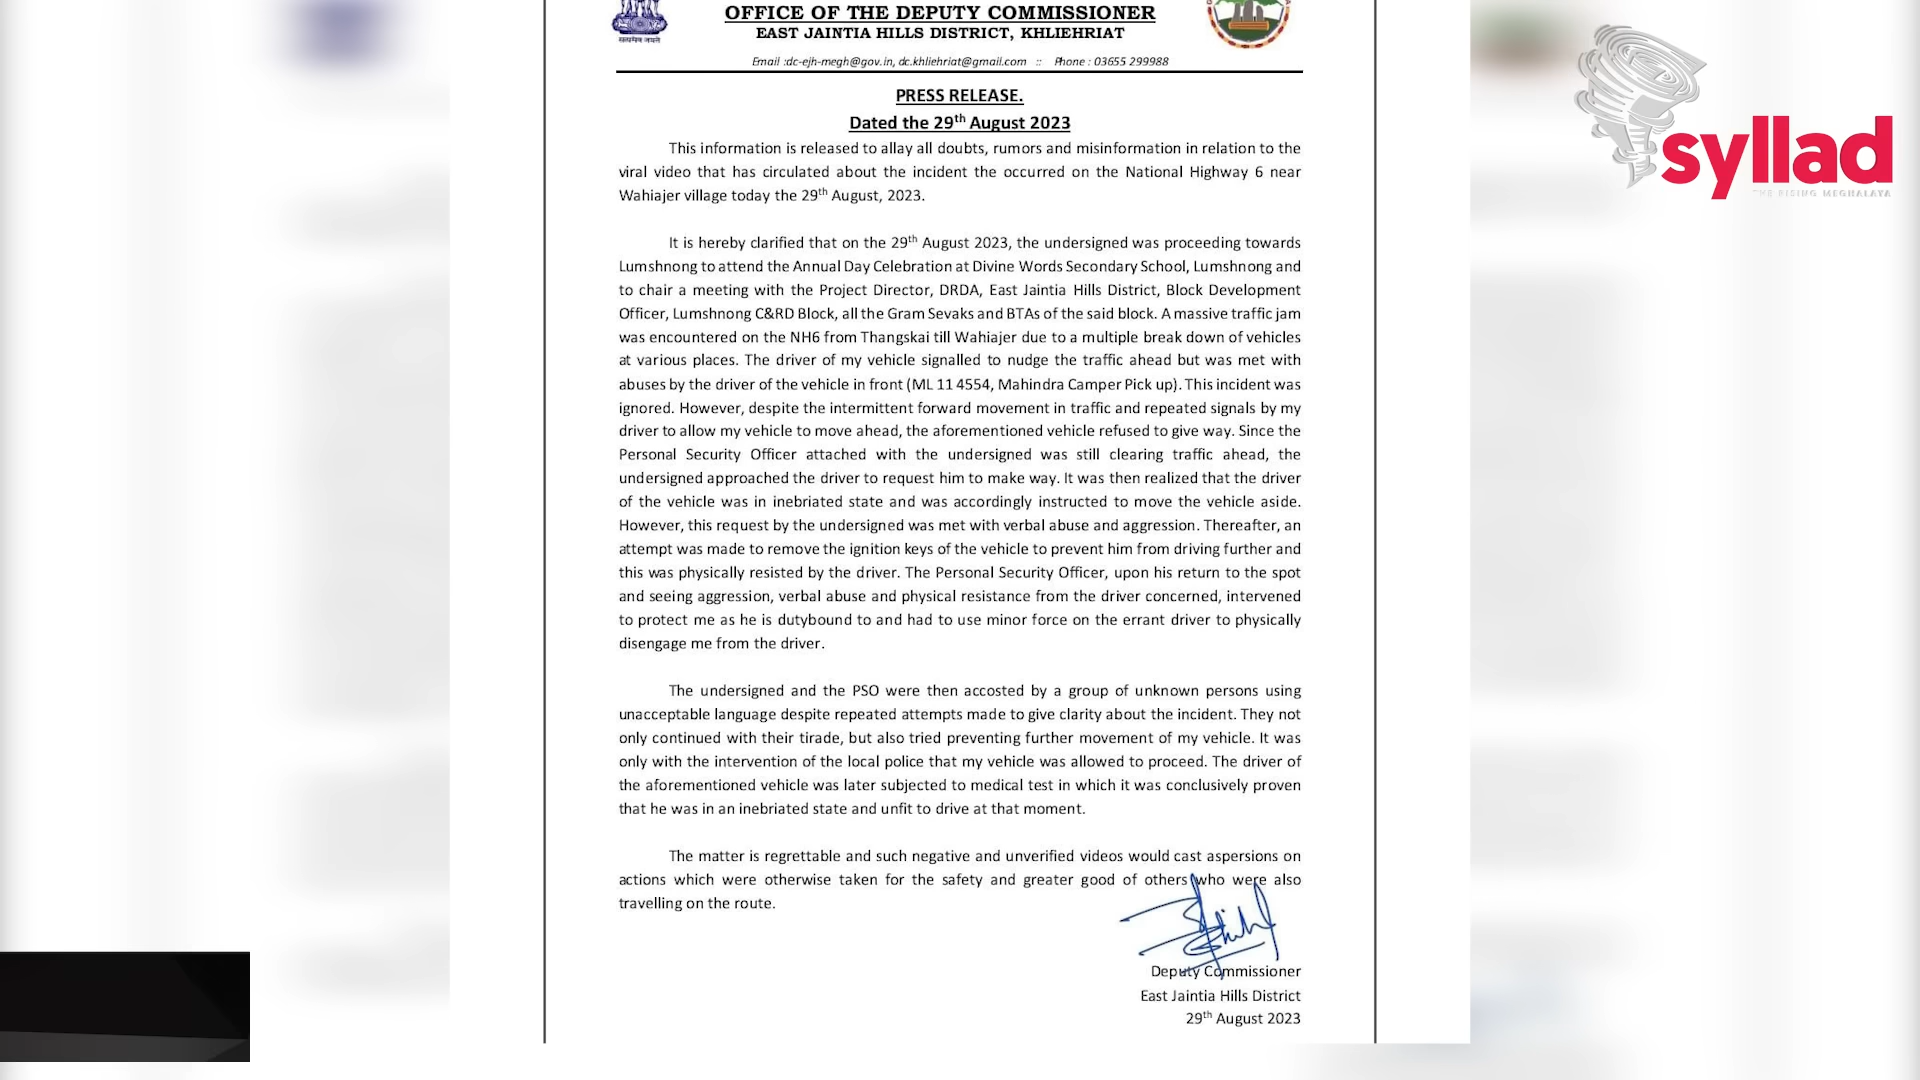 OFFICE OF THE DEPUTY COMMISSIONER
EAST JAINTIA HILLS DISTRICT, KHLIEHRIAT
सत्यमेव जयते
Email :dc-ejh-megh@gov.in, dc.khliehriat@gmail.com :: Phone : 03655 299988
syllad
THE RISING MEGHALAYA
PRESS RELEASE.
Dated the 29th August 2023
This information is released to allay all doubts, rumors and misinformation in relation to the
viral video that has circulated about the incident the occurred on the National Highway 6 near
Wahiajer village today the 29th August, 2023.
It is hereby clarified that on the 29th August 2023, the undersigned was proceeding towards
Lumshnong to attend the Annual Day Celebration at Divine Words Secondary School, Lumshnong and
to chair a meeting with the Project Director, DRDA, East Jaintia Hills District, Block Development
Officer, Lumshnong C&RD Block, all the Gram Sevaks and BTAs of the said block. A massive traffic jam
was encountered on the NH6 from Thangskai till Wahiajer due to a multiple break down of vehicles
at various places. The driver of my vehicle signalled to nudge the traffic ahead but was met with
abuses by the driver of the vehicle in front (ML 11 4554, Mahindra Camper Pick up). This incident was
ignored. However, despite the intermittent forward movement in traffic and repeated signals by my
driver to allow my vehicle to move ahead, the aforementioned vehicle refused to give way. Since the
Personal Security Officer attached with the undersigned was still clearing traffic ahead, the
undersigned approached the driver to request him to make way. It was then realized that the driver
of the vehicle was in inebriated state and was accordingly instructed to move the vehicle aside.
However, this request by the undersigned was met with verbal abuse and aggression. Thereafter, an
attempt was made to remove the ignition keys of the vehicle to prevent him from driving further and
this was physically resisted by the driver. The Personal Security Officer, upon his return to the spot
and seeing aggression, verbal abuse and physical resistance from the driver concerned, intervened
to protect me as he is dutybound to and had to use minor force on the errant driver to physically
disengage me from the driver.
The undersigned and the PSO were then accosted by a group of unknown persons using
unacceptable language despite repeated attempts made to give clarity about the incident. They not
only continued with their tirade, but also tried preventing further movement of my vehicle. It was
only with the intervention of the local police that my vehicle was allowed to proceed. The driver of
the aforementioned vehicle was later subjected to medical test in which it was conclusively proven
that he was in an inebriated state and unfit to drive at that moment.
The matter is regrettable and such negative and unverified videos would cast aspersions on
actions which were otherwise taken for the safety and greater good of others who were also
travelling on the route.
Deputy Commissioner
East Jaintia Hills District
29th August 2023